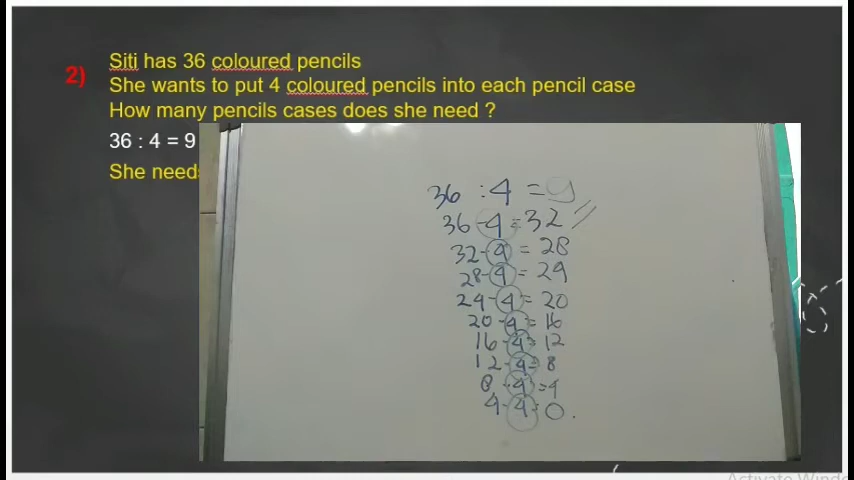 2)
Siti has 36 coloured pencils
She wants to put 4 coloured pencils into each pencil case
How many pencils cases does she need ?
36 : 4 = 9
She needs
36 : 4 = 9
36 - 4 = 32
32 - 4 = 28
28 - 4 = 24
24 - 4 = 20
20 - 4 = 16
16 - 4 = 12
12 - 4 = 8
8 - 4 = 4
4 - 4 = 0.
Activate Windo